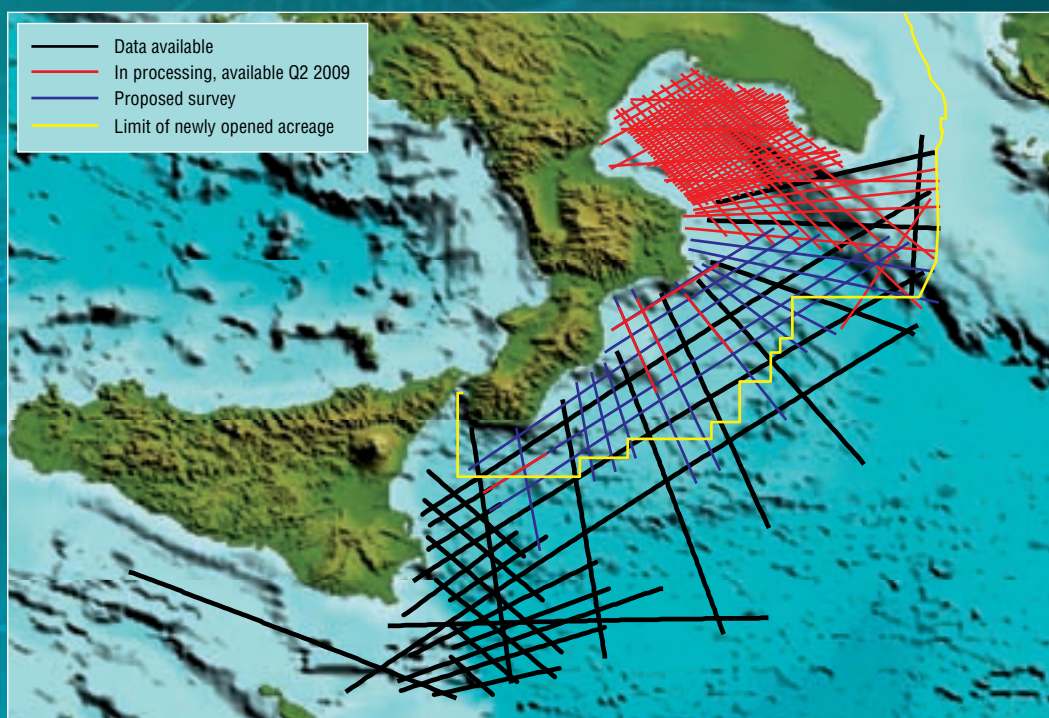 Data available
In processing, available Q2 2009
Proposed survey
Limit of newly opened acreage